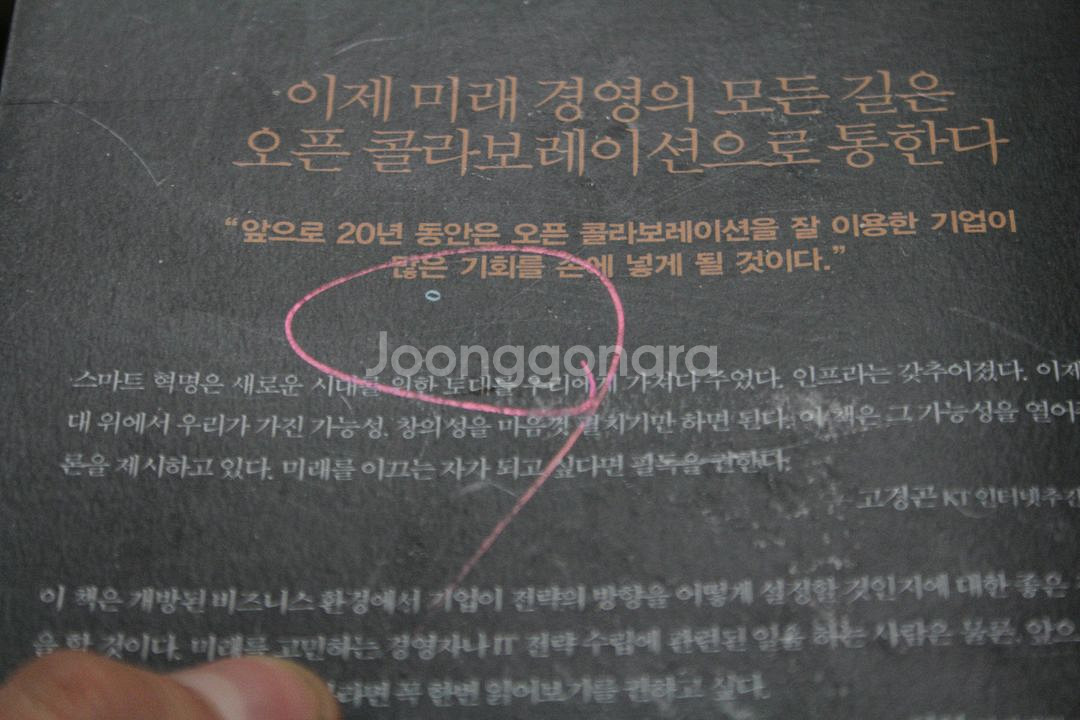 이제 미래 경영의 모든 길은
오픈 콜라보레이션으로 통한다
“앞으로 20년 동안은 오픈 콜라보레이션을 잘 이용한 기업이
많은 기회를 손에 넣게 될 것이다.”
Joonggonara
스마트 혁명은 새로운 시대를 위한 토대를 우리에게 가져다주었다. 인프라는 갖추어졌다. 이제
대 위에서 우리가 가진 가능성, 창의성을 마음껏 펼치기만 하면 된다. 이 책은 그 가능성을 열어
론을 제시하고 있다. 미래를 이끄는 자가 되고 싶다면 필독을 권한다.
고경곤 KT 인터넷추진
이 책은 개방된 비즈니스 환경에서 기업이 전략의 방향을 어떻게 설정할 것인지에 대한 좋은
을 할 것이다. 미래를 고민하는 경영자나 IT 전략 수립에 관련된 일을 하는 사람은 물론, 앞으
라면 꼭 한번 읽어보기를 권하고 싶다.